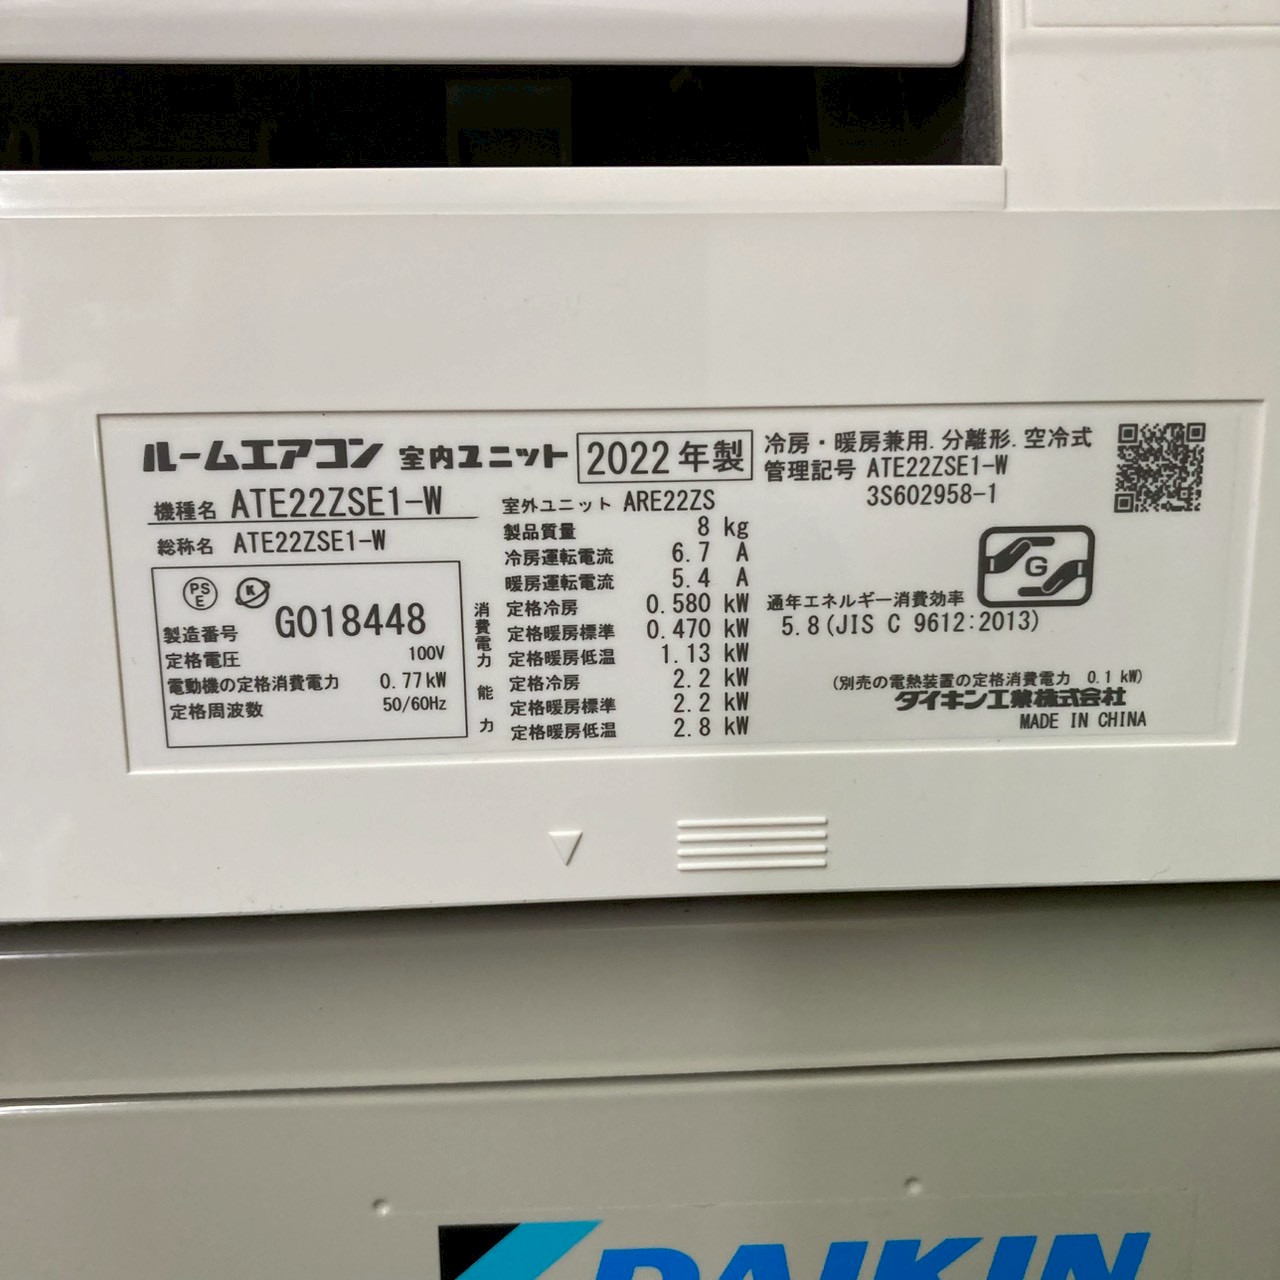 ルームエアコン 室内ユニット 2022年製
機種名 ATE22ZSE1-W
総称名 ATE22ZSE1-W
PS
E
K
製造番号 G018448
定格電圧 100V
電動機の定格消費電力 0.77kW
定格周波数 50/60Hz
室外ユニット ARE22ZS
製品質量 8 kg
冷房運転電流 6.7 A
暖房運転電流 5.4 A
消費電力
定格冷房 0.580 kW
定格暖房標準 0.470 kW
定格暖房低温 1.13 kW
能力
定格冷房 2.2 kW
定格暖房標準 2.2 kW
定格暖房低温 2.8 kW
冷房・暖房兼用.分離形.空冷式
管理記号 ATE22ZSE1-W
3S602958-1
G
通年エネルギー消費効率
5.8(JIS C 9612:2013)
(別売の電熱装置の定格消費電力 0.1 kW)
ダイキン工業株式会社
MADE IN CHINA
DAIKIN